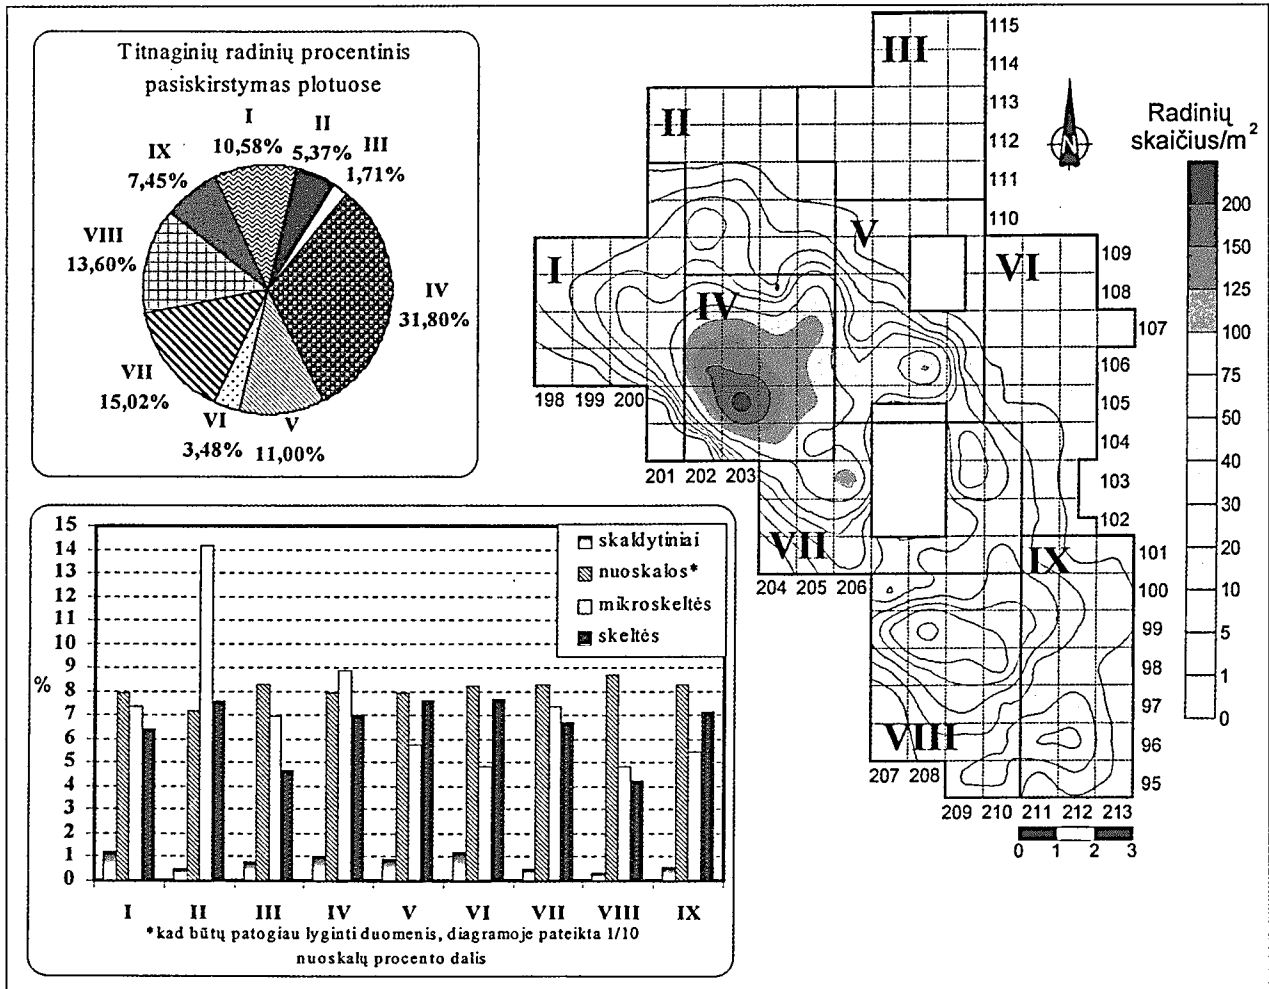 Titnaginių radinių procentinis
pasiskirstymas plotuose
I
10,58%
II
5,37%
III
1,71%
IV
31,80%
V
11,00%
VI
3,48%
VII
15,02%
VIII
13,60%
IX
7,45%
15
14
13
12
11
10
9
8
7
6
5
4
3
2
1
0
%
skaldytiniai
nuoskalos*
mikroskeltės
skeltės
I II III IV V VI VII VIII IX
*kad būtų patogiau lyginti duomenis, diagramoje pateikta 1/10
nuoskalų procento dalis
I
II
III
IV
V
VI
VII
VIII
IX
115
114
113
112
111
110
109
108
107
106
105
104
103
102
101
100
99
98
97
96
95
198 199 200
201 202 203
204 205 206
207 208
209 210 211 212 213
0 1 2 3
N
Radinių
skaičius/m²
200
150
125
100
75
50
40
30
20
10
5
1
0